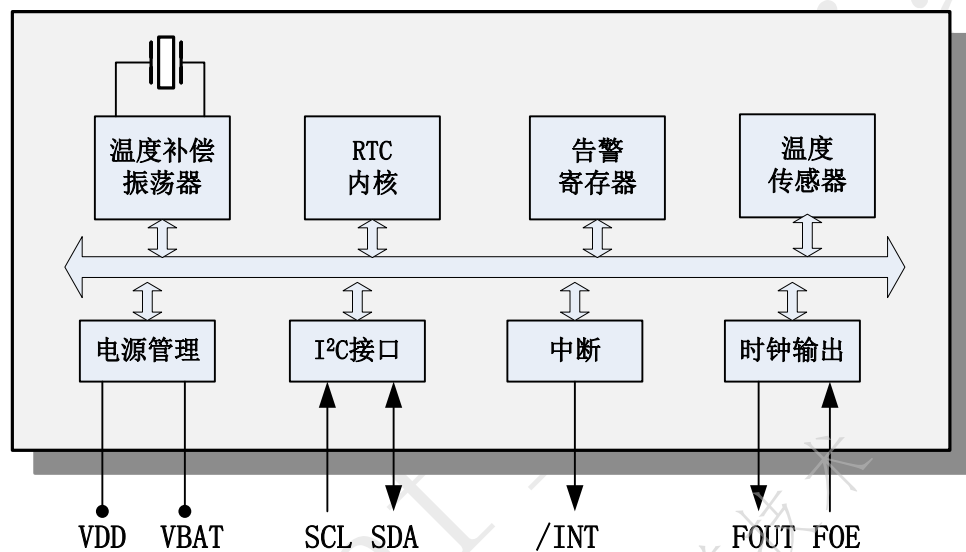 温度补偿
振荡器
RTC
内核
告警
寄存器
温度
传感器
电源管理
I²C接口
中断
时钟输出
VDD VBAT SCL SDA /INT FOUT FOE